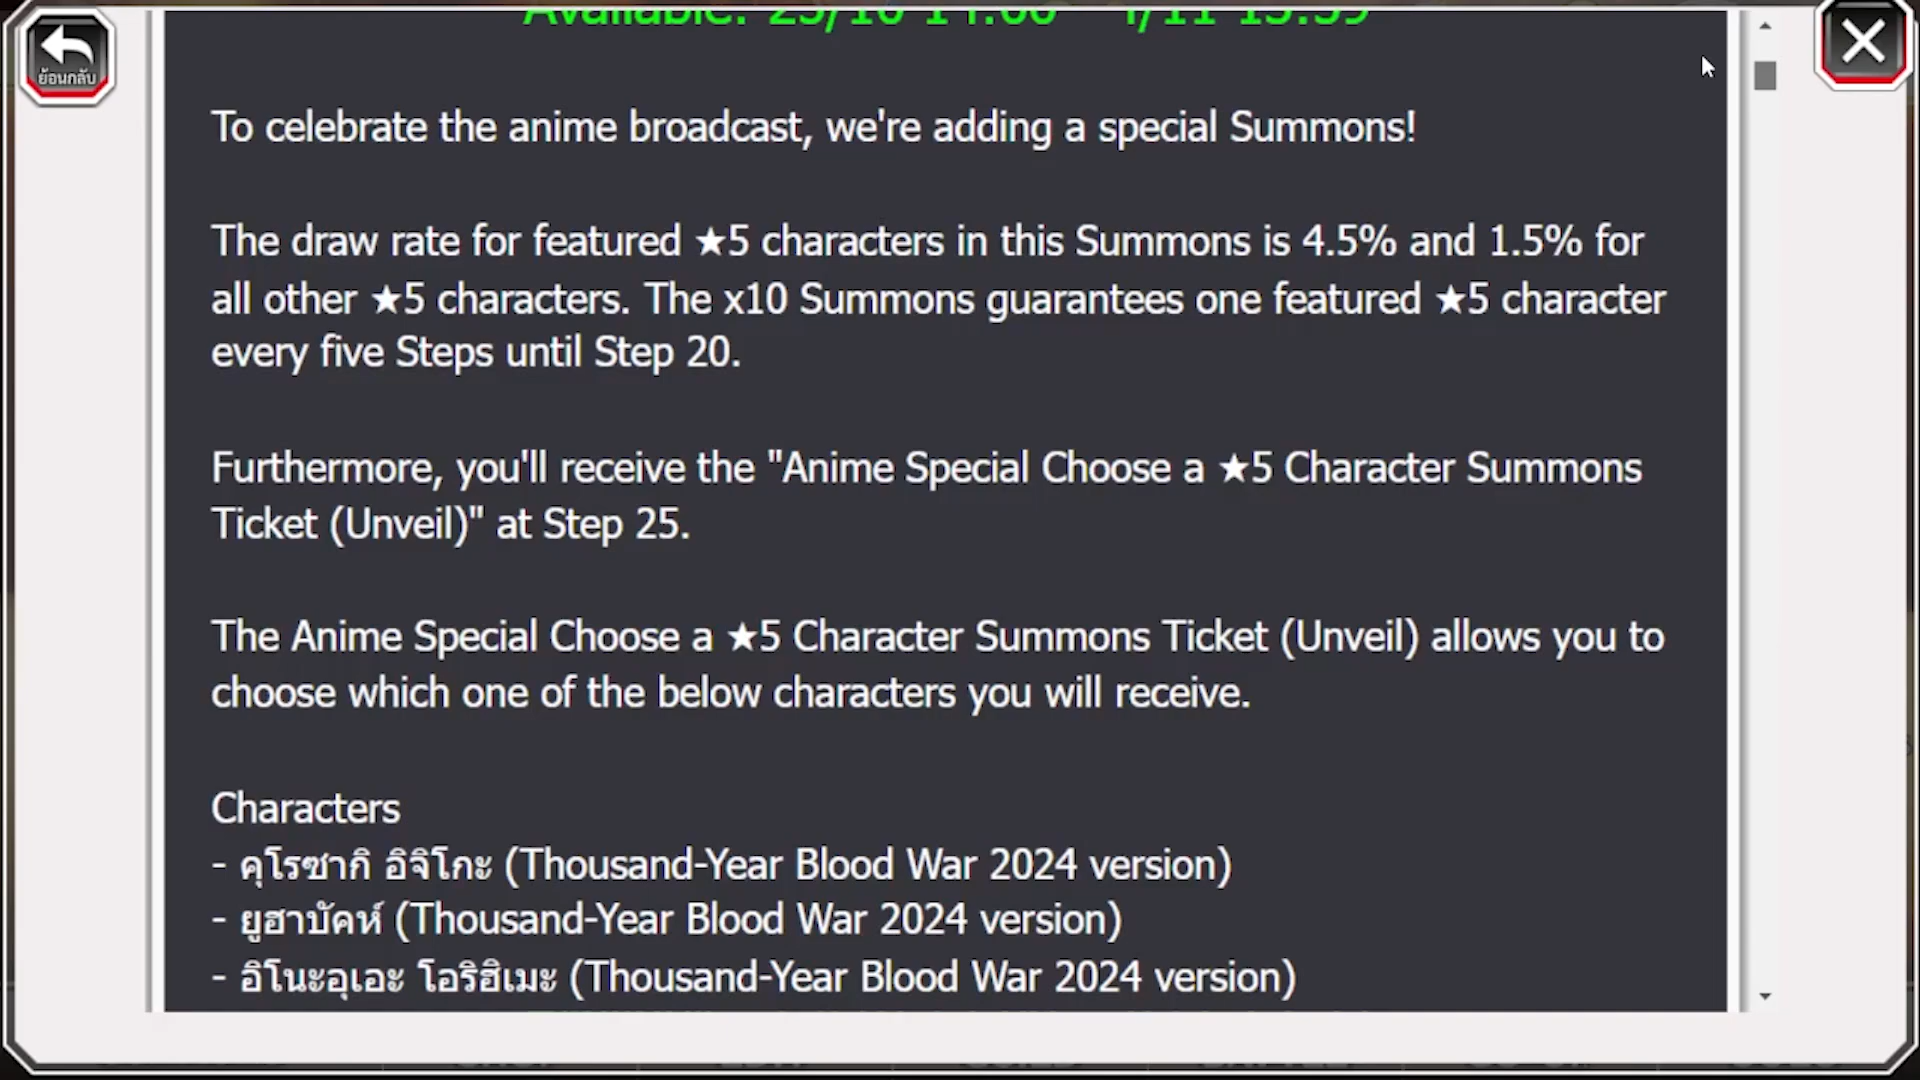 Available:
ย้อนกลับ
To celebrate the anime broadcast, we're adding a special Summons!
The draw rate for featured ★5 characters in this Summons is 4.5% and 1.5% for
all other ★5 characters. The x10 Summons guarantees one featured ★5 character
every five Steps until Step 20.
Furthermore, you'll receive the "Anime Special Choose a ★5 Character Summons
Ticket (Unveil)" at Step 25.
The Anime Special Choose a ★5 Character Summons Ticket (Unveil) allows you to
choose which one of the below characters you will receive.
Characters
- คุโรซากิ อิจิโกะ (Thousand-Year Blood War 2024 version)
- ยูฮาบัคห์ (Thousand-Year Blood War 2024 version)
- อิโนะอุเอะ โอริฮิเมะ (Thousand-Year Blood War 2024 version)